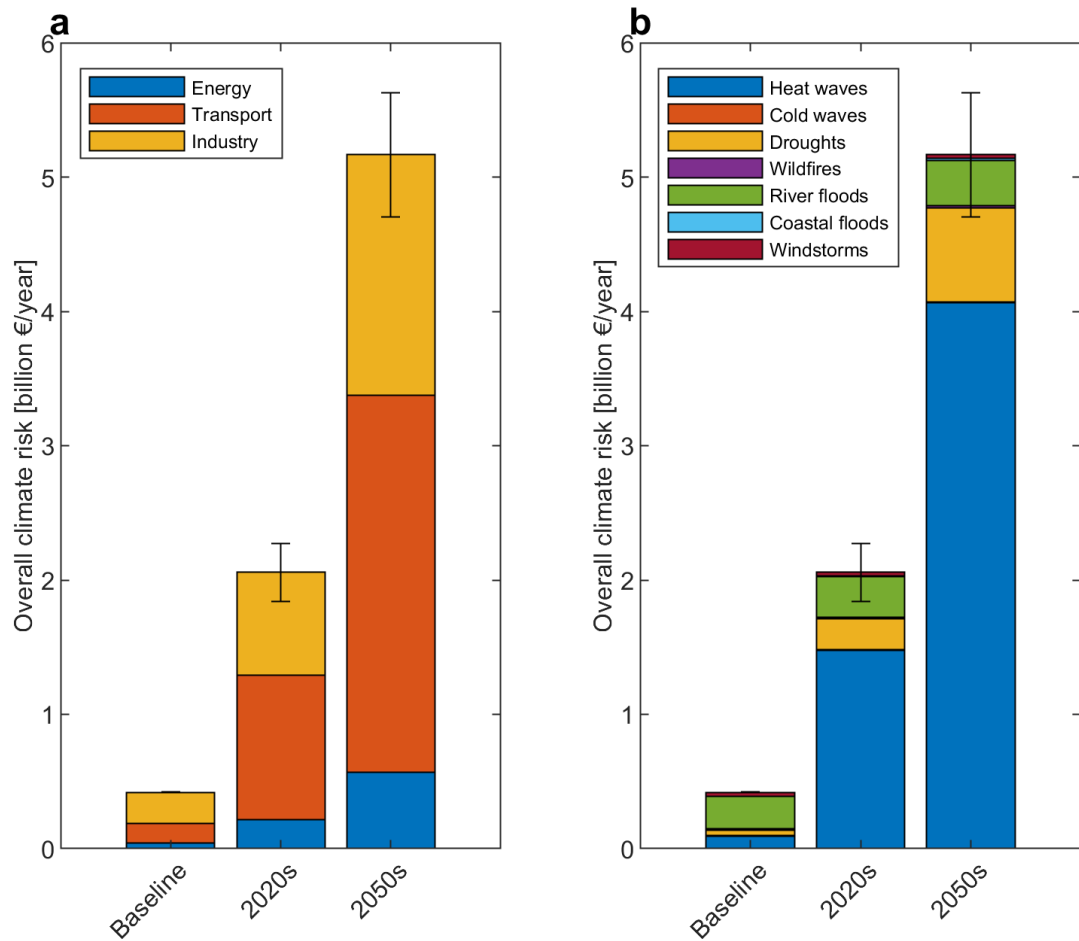 a
Overall climate risk [billion €/year]
6
5
4
3
2
1
0
Energy
Transport
Industry
Baseline
2020s
2050s
b
Overall climate risk [billion €/year]
6
5
4
3
2
1
0
Heat waves
Cold waves
Droughts
Wildfires
River floods
Coastal floods
Windstorms
Baseline
2020s
2050s